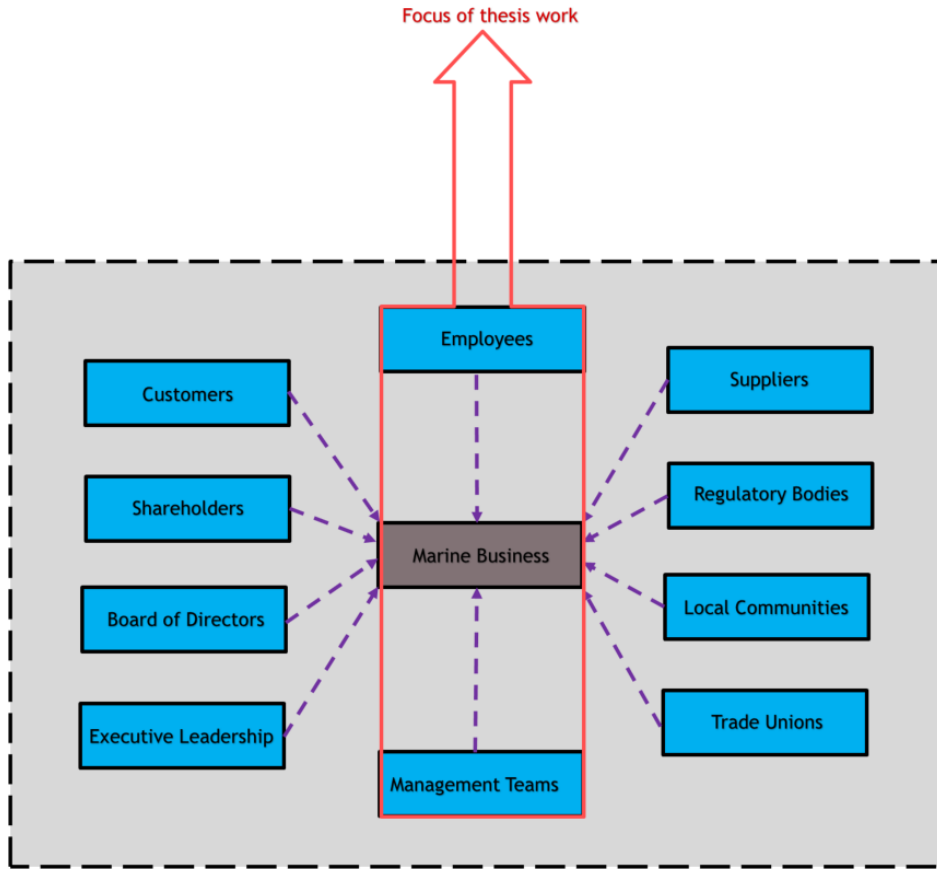 Focus of thesis work
Employees
Customers
Suppliers
Shareholders
Regulatory Bodies
Marine Business
Board of Directors
Local Communities
Executive Leadership
Trade Unions
Management Teams